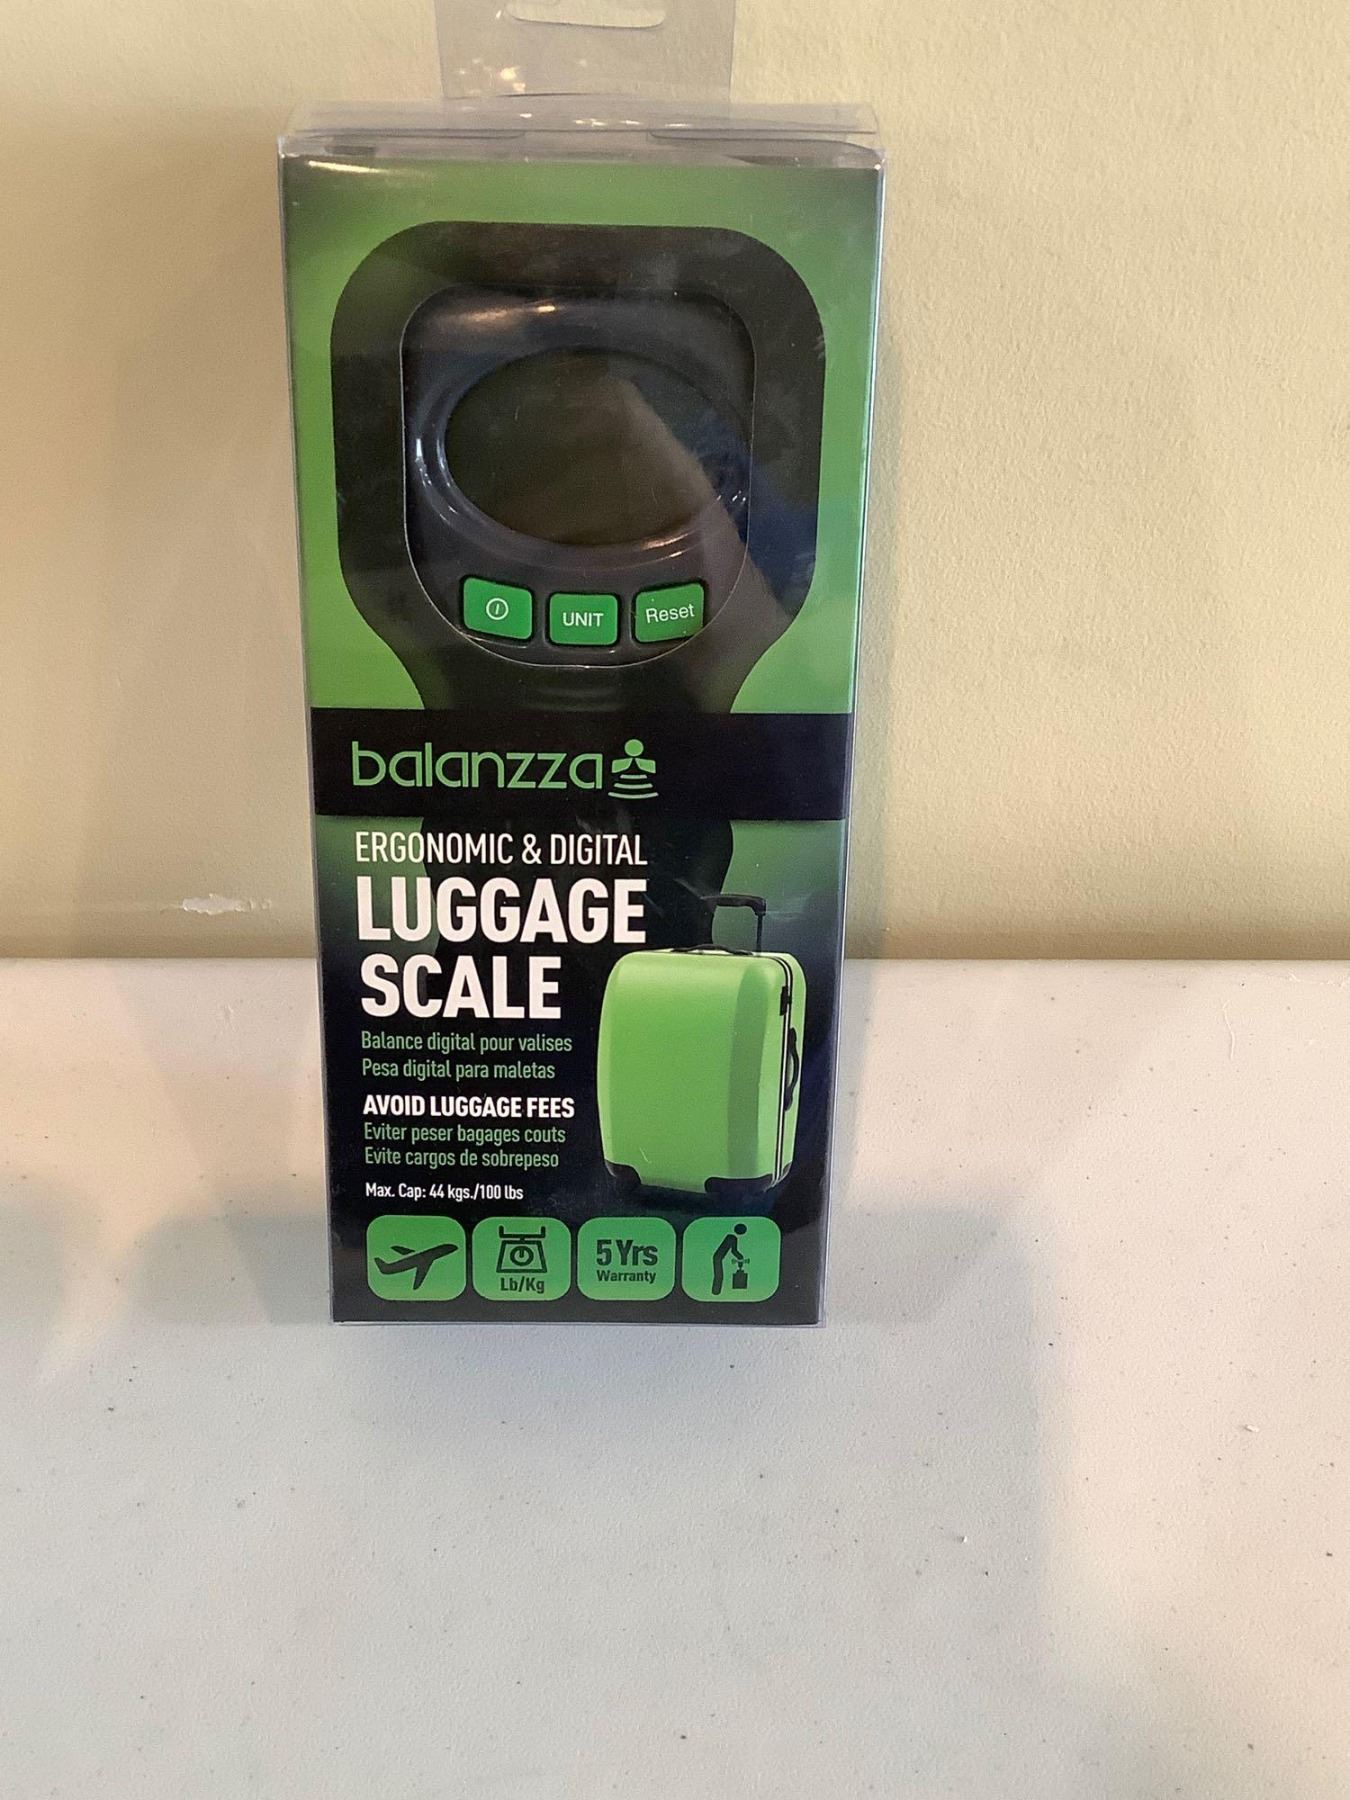 UNIT
Reset
balanzza
ERGONOMIC & DIGITAL
LUGGAGE
SCALE
Balance digital pour valises
Pesa digital para maletas
AVOID LUGGAGE FEES
Eviter peser bagages couts
Evite cargos de sobrepeso
Max. Cap: 44 kgs./100 lbs
Lb/Kg
5 Yrs
Warranty